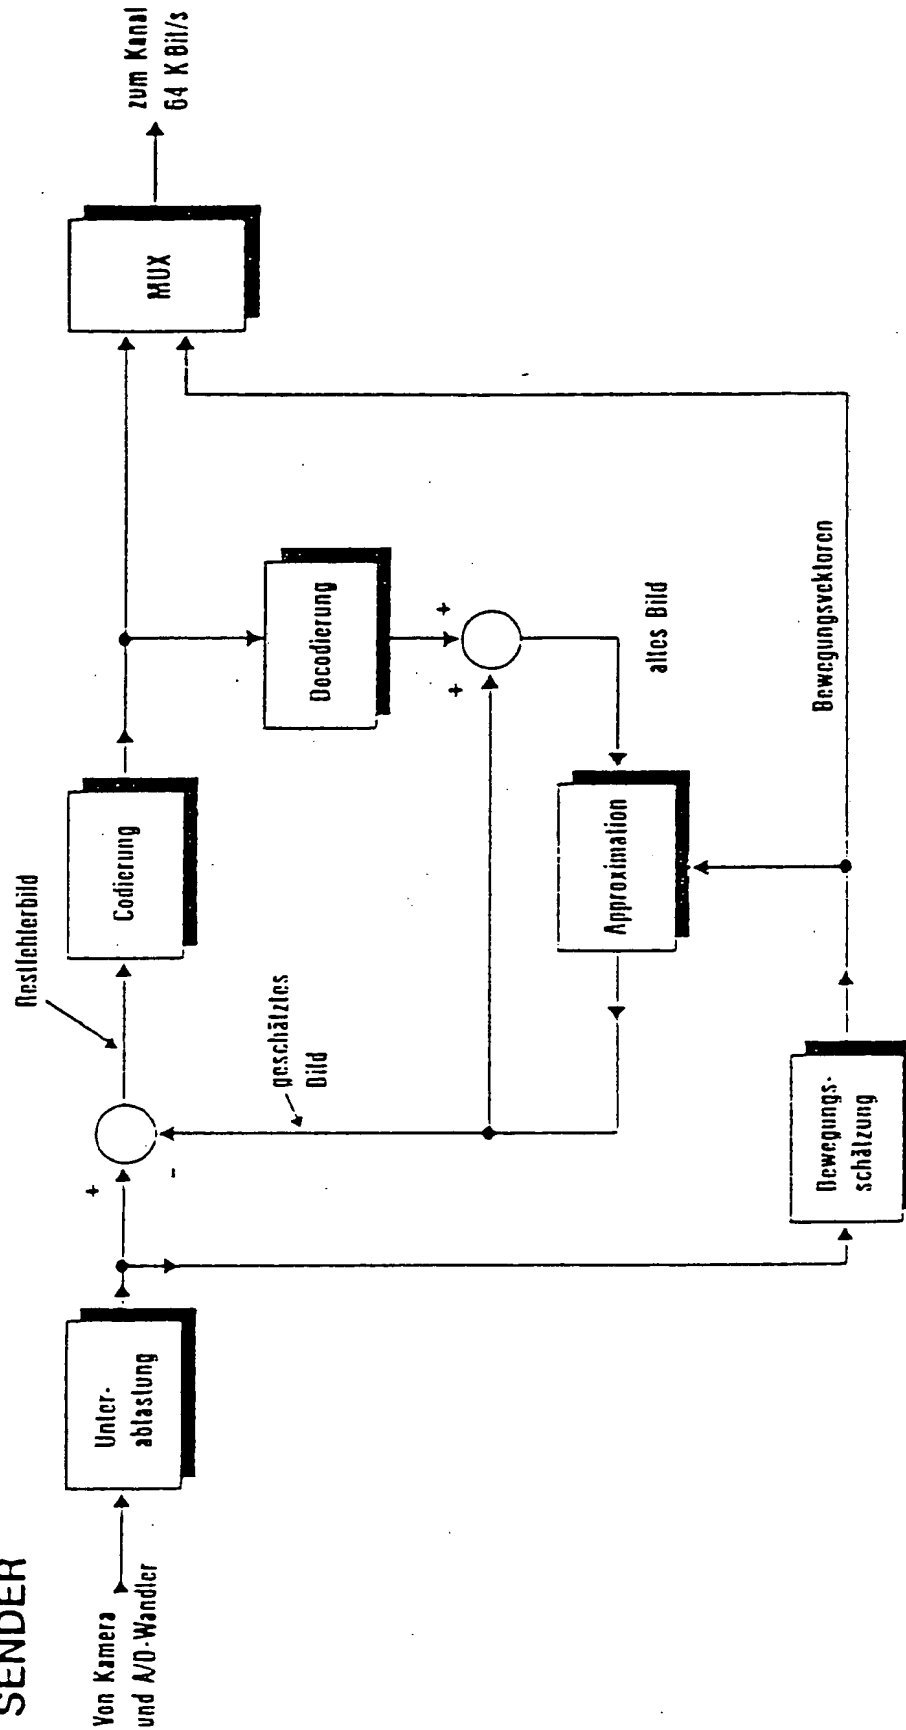 SENDER
Von Kamera
und A/D-Wandler
Unter-
abtastung
+
-
Restfehlerbild
geschätztes
Bild
Codierung
Decodierung
+
+
altes Bild
Approximation
Bewegungs-
schätzung
Bewegungsvektoren
MUX
zum Kanal
64 KBit/s